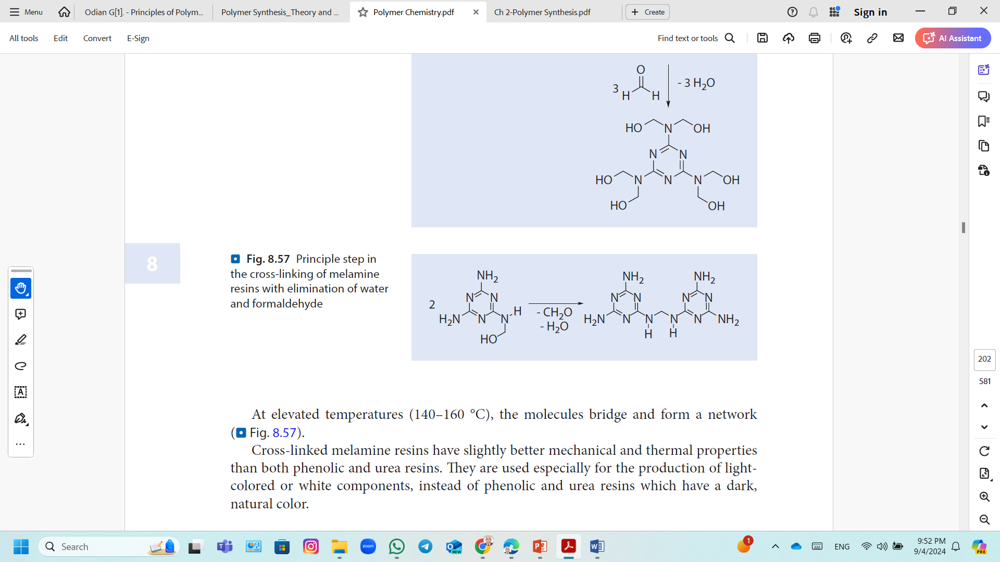 Menu
Odian G[1]. - Principles of Polym...
Polymer Synthesis_Theory and ...
Polymer Chemistry.pdf
Ch 2-Polymer Synthesis.pdf
Create
Sign in
All tools
Edit
Convert
E-Sign
Find text or tools
AI Assistant
3
O
H
H
- 3 H2O
HO
N
OH
N
N
HO
N
N
N
OH
HO
OH
8
Fig. 8.57 Principle step in
the cross-linking of melamine
resins with elimination of water
and formaldehyde
2
NH2
N
N
H2N
N
N
H
HO
- CH2O
- H2O
NH2
NH2
N
N
N
N
H2N
N
N
N
N
NH2
H
H
At elevated temperatures (140–160 °C), the molecules bridge and form a network
(Fig. 8.57).
Cross-linked melamine resins have slightly better mechanical and thermal properties
than both phenolic and urea resins. They are used especially for the production of light-
colored or white components, instead of phenolic and urea resins which have a dark,
natural color.
202
581
Search
zoom
NEW
1
ENG
9:52 PM
9/4/2024
PRE